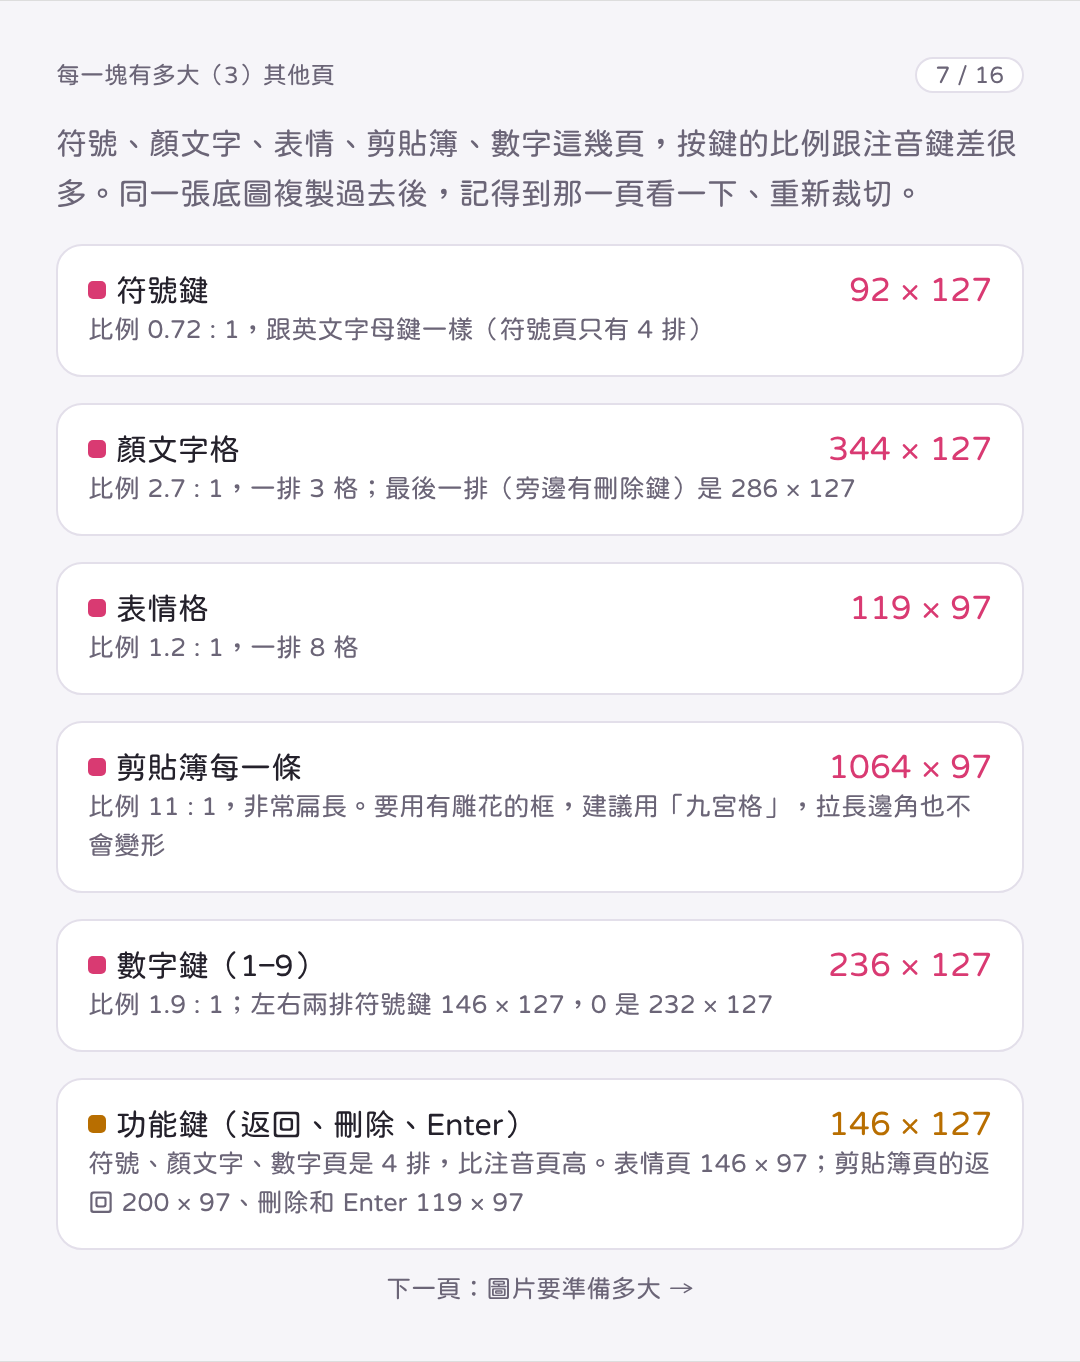 每一塊有多大（3）其他頁
7 / 16
符號、顏文字、表情、剪貼簿、數字這幾頁，按鍵的比例跟注音鍵差很
多。同一張底圖複製過去後，記得到那一頁看一下、重新裁切。
符號鍵
92 × 127
比例 0.72 : 1，跟英文字母鍵一樣（符號頁只有 4 排）
顏文字格
344 × 127
比例 2.7 : 1，一排 3 格；最後一排（旁邊有刪除鍵）是 286 × 127
表情格
119 × 97
比例 1.2 : 1，一排 8 格
剪貼簿每一條
1064 × 97
比例 11 : 1，非常扁長。要用有雕花的框，建議用「九宮格」，拉長邊角也不
會變形
數字鍵（1–9）
236 × 127
比例 1.9 : 1；左右兩排符號鍵 146 × 127，0 是 232 × 127
功能鍵（返回、刪除、Enter）
146 × 127
符號、顏文字、數字頁是 4 排，比注音頁高。表情頁 146 × 97；剪貼簿頁的返
回 200 × 97、刪除和 Enter 119 × 97
下一頁：圖片要準備多大 →